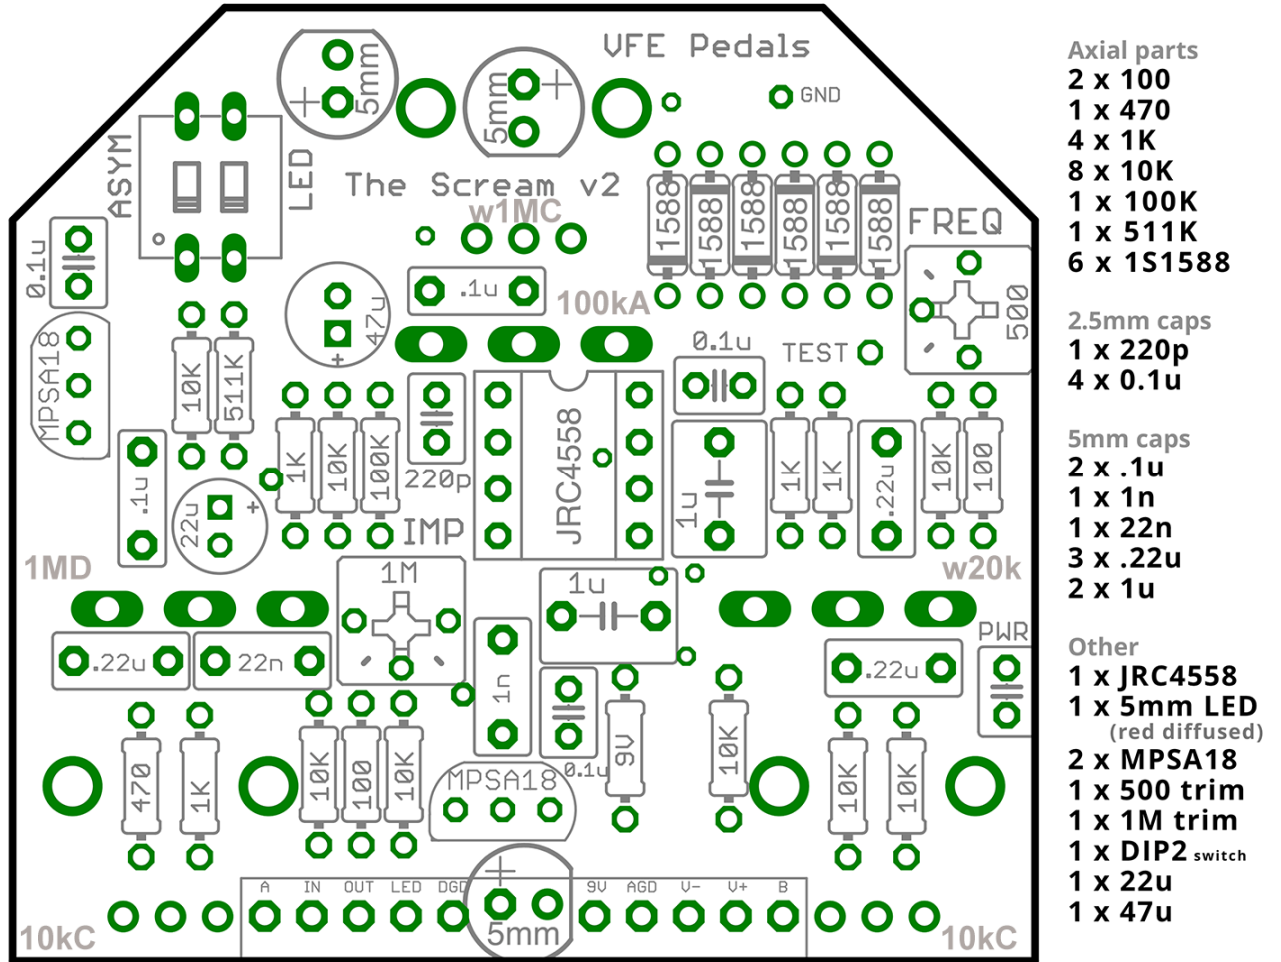 VFE Pedals
5mm
5mm
GND
ASYM
LED
The Scream v2
w1MC
1588
1588
1588
1588
1588
1588
FREQ
0.1u
.1u
100kA
47u
+
500
MPSA18
10K
511K
0.1u
TEST
1K
10K
100K
220p
JRC4558
1u
1K
1K
.22u
10K
100
.1u
22u
+
IMP
1MD
1M
1u
w20k
PWR
.22u
22n
1n
.22u
0.1u
470
1K
10K
100
10K
MPSA18
9V
10K
10K
10K
A IN OUT LED DGD 9V AGD V- V+ B
5mm
10kC
10kC
Axial parts
2 x 100
1 x 470
4 x 1K
8 x 10K
1 x 100K
1 x 511K
6 x 1S1588
2.5mm caps
1 x 220p
4 x 0.1u
5mm caps
2 x .1u
1 x 1n
1 x 22n
3 x .22u
2 x 1u
Other
1 x JRC4558
1 x 5mm LED
(red diffused)
2 x MPSA18
1 x 500 trim
1 x 1M trim
1 x DIP2 switch
1 x 22u
1 x 47u